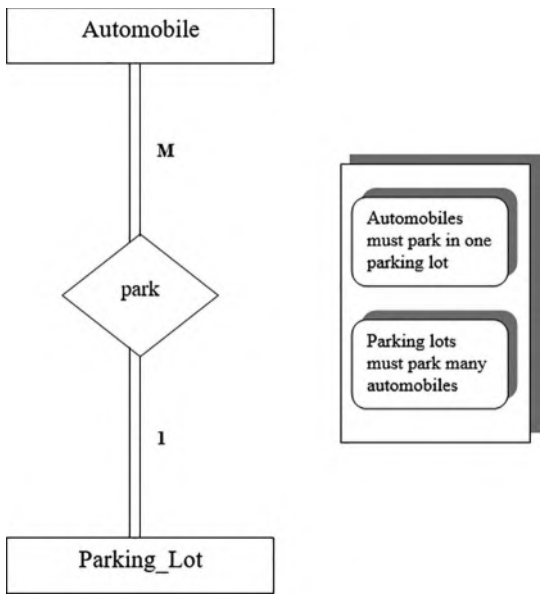 Automobile
M
park
1
Parking_Lot
Automobiles
must park in one
parking lot
Parking lots
must park many
automobiles